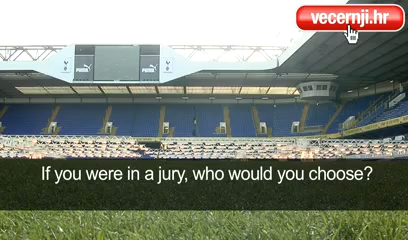 vecernji.hr
PUMA
PUMA
If you were in a jury, who would you choose?